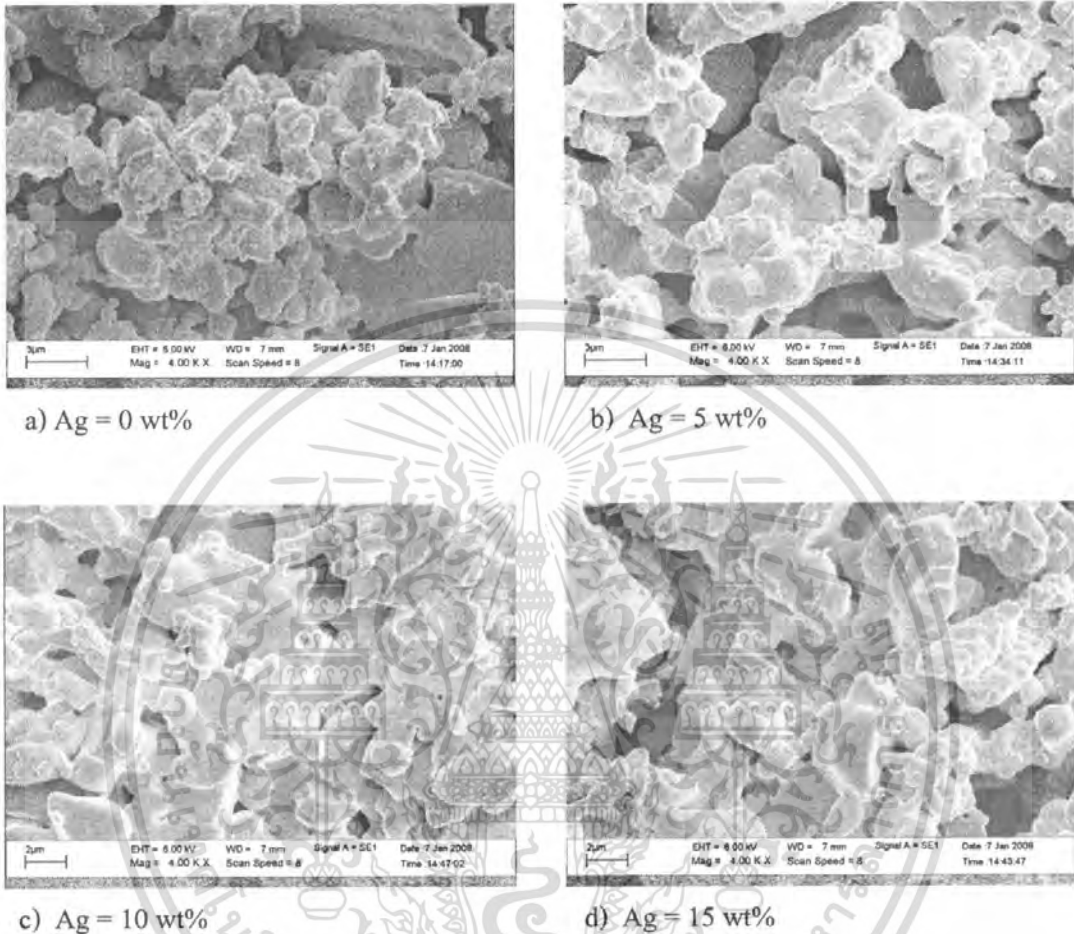 3µm EHT = 5.00 kV WD = 7 mm Signal A = SE1 Date :7 Jan 2008
Mag = 4.00 K X Scan Speed = 8 Time :14:17:00
3µm EHT = 6.00 kV WD = 7 mm Signal A = SE1 Date :7 Jan 2008
Mag = 4.00 K X Scan Speed = 8 Time :14:34:11
a) Ag = 0 wt%
b) Ag = 5 wt%
2µm EHT = 6.00 kV WD = 7 mm Signal A = SE1 Date :7 Jan 2008
Mag = 4.00 K X Scan Speed = 8 Time :14:47:02
2µm EHT = 6.00 kV WD = 7 mm Signal A = SE1 Date :7 Jan 2008
Mag = 4.00 K X Scan Speed = 8 Time :14:43:47
c) Ag = 10 wt%
d) Ag = 15 wt%